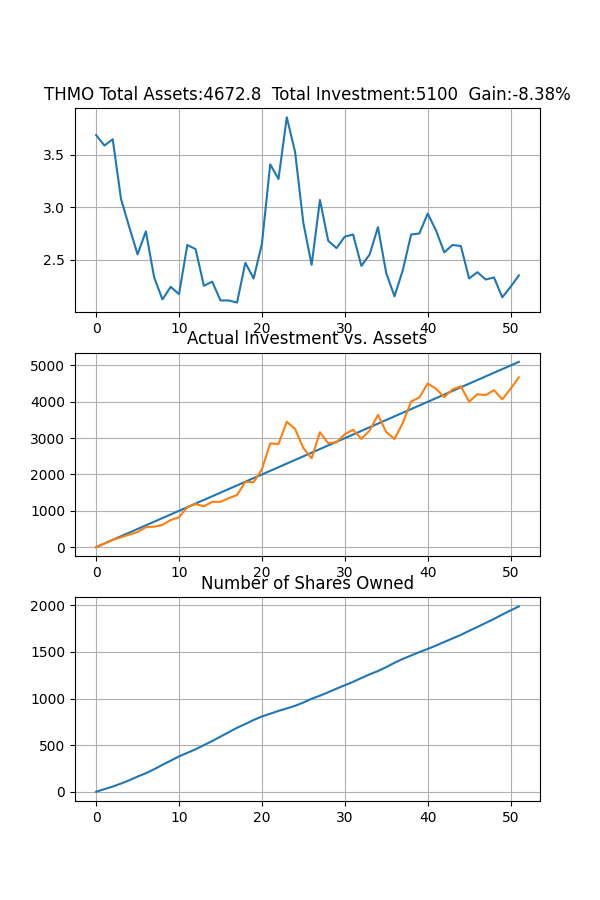 THMO Total Assets:4672.8  Total Investment:5100  Gain:-8.38%
3.5
3.0
2.5
0 10 20 30 40 50
Actual Investment vs. Assets
5000
4000
3000
2000
1000
0
0 10 20 30 40 50
Number of Shares Owned
2000
1500
1000
500
0
0 10 20 30 40 50